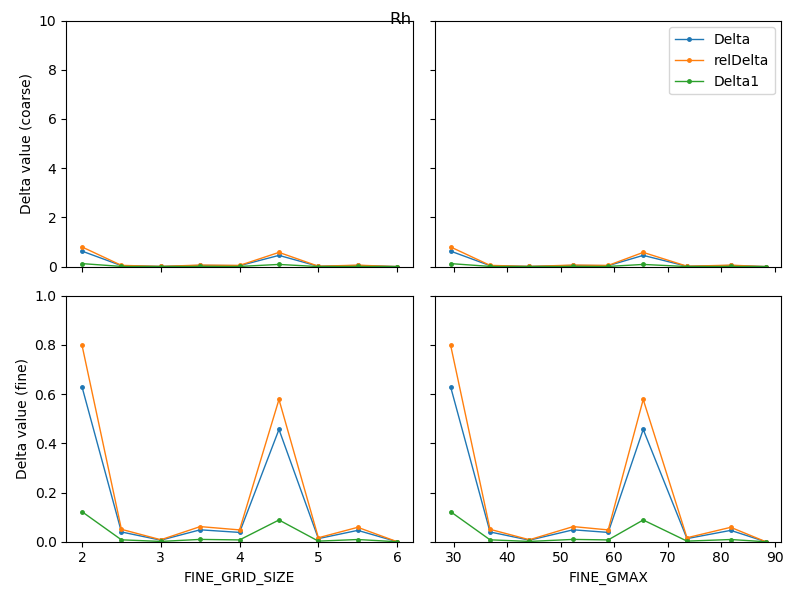 Rh
10
8
6
4
2
0
Delta value (coarse)
Delta
relDelta
Delta1
1.0
0.8
0.6
0.4
0.2
0.0
Delta value (fine)
2 3 4 5 6
FINE_GRID_SIZE
30 40 50 60 70 80 90
FINE_GMAX